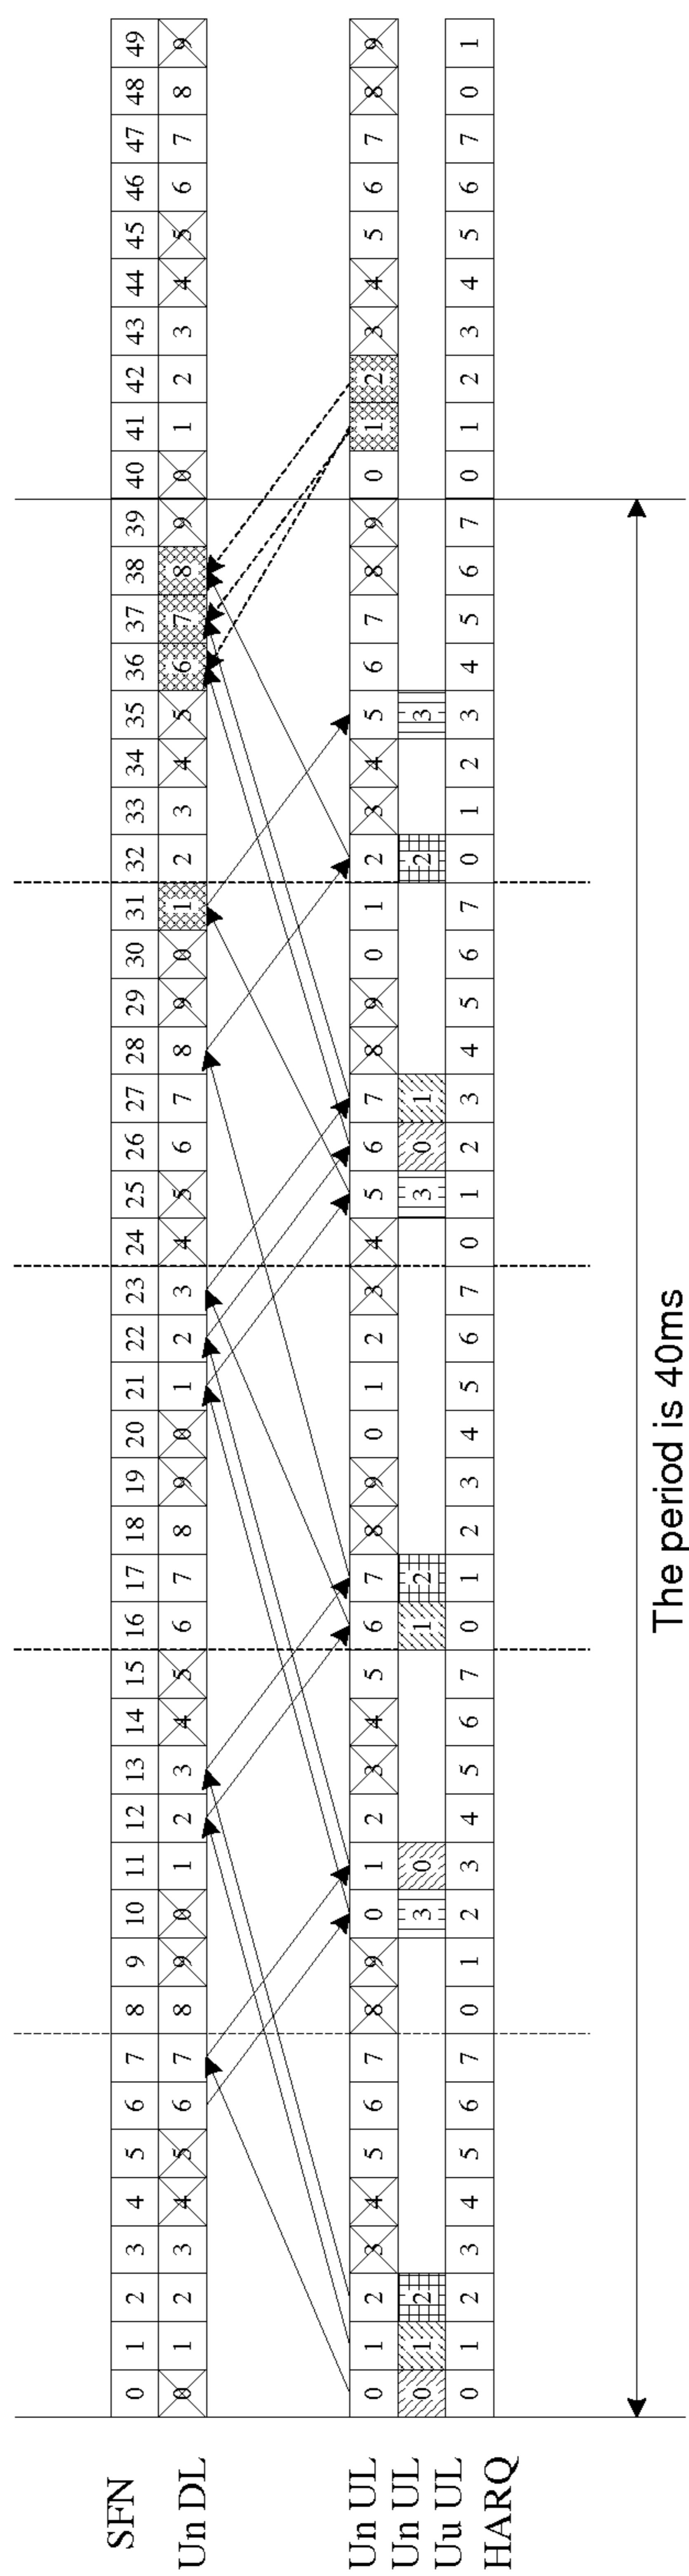 SFN 0 1 2 3 4 5 6 7 8 9 10 11 12 13 14 15 16 17 18 19 20 21 22 23 24 25 26 27 28 29 30 31 32 33 34 35 36 37 38 39 40 41 42 43 44 45 46 47 48 49
Un DL 0 1 2 3 4 5 6 7 8 9 0 1 2 3 4 5 6 7 8 9 0 1 2 3 4 5 6 7 8 9 0 1 2 3 4 5 6 7 8 9 0 1 2 3 4 5 6 7 8 9
Un UL 0 1 2 3 4 5 6 7 8 9 0 1 2 3 4 5 6 7 8 9 0 1 2 3 4 5 6 7 8 9 0 1 2 3 4 5 6 7 8 9 0 1 2 3 4 5 6 7 8 9
Un UL 0 1 2 3 0 1 2 3 0 1 2 3
Uu UL 0 1 2 3 4 5 6 7 0 1 2 3 4 5 6 7 0 1 2 3 4 5 6 7 0 1 2 3 4 5 6 7 0 1 2 3 4 5 6 7 0 1 2 3 4 5 6 7 0 1
HARQ
The period is 40ms